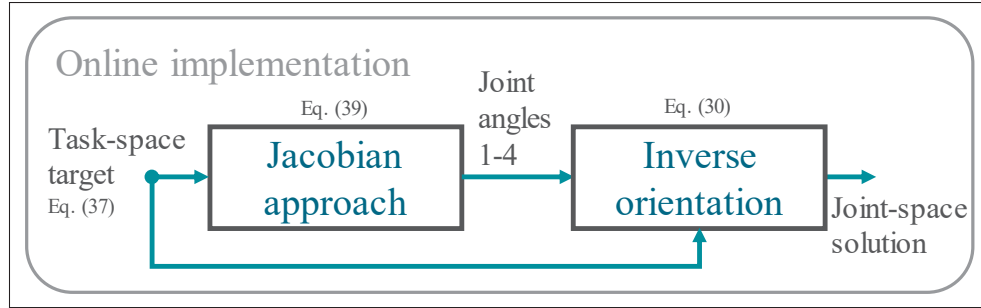 Online implementation
Task-space
target
Eq. (37)
Eq. (39)
Jacobian
approach
Joint
angles
1-4
Eq. (30)
Inverse
orientation
Joint-space
solution